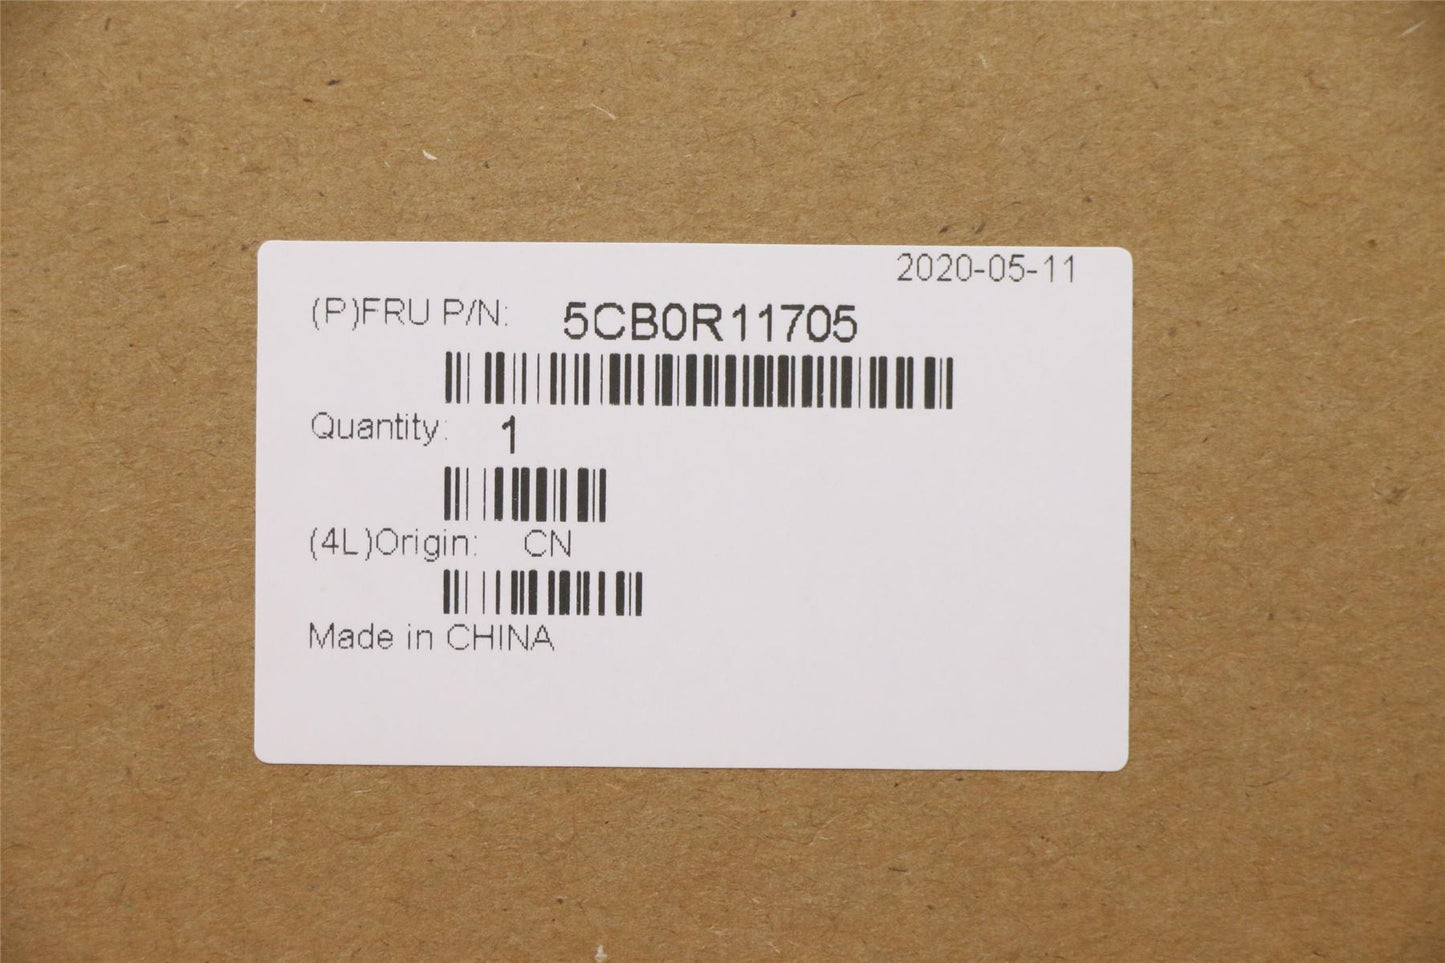 2020-05-11
(P)FRU P/N: 5CB0R11705
Quantity: 1
(4L)Origin: CN
Made in CHINA